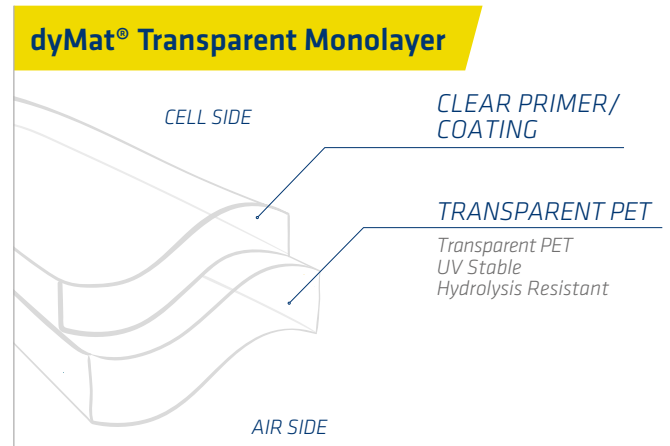 dyMat® Transparent Monolayer
CELL SIDE
CLEAR PRIMER/
COATING
TRANSPARENT PET
Transparent PET
UV Stable
Hydrolysis Resistant
AIR SIDE